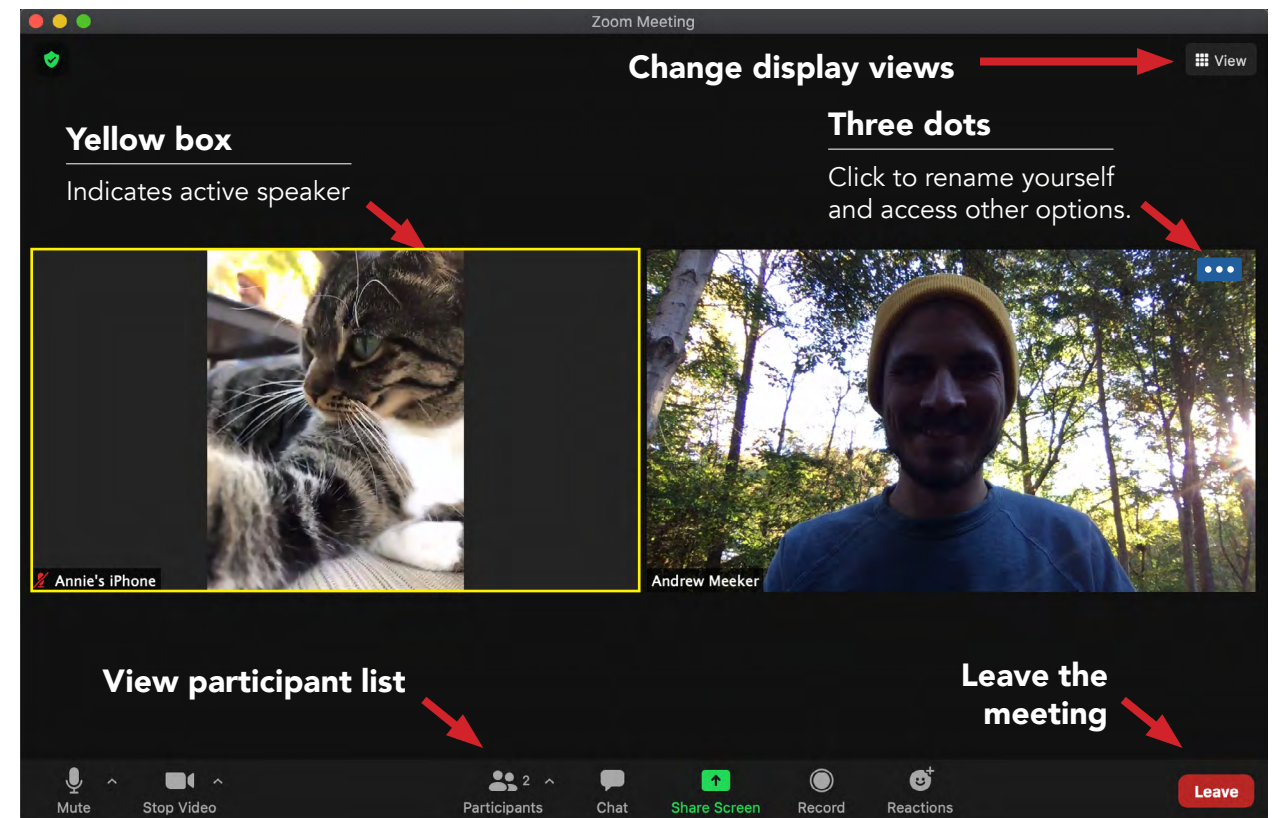 Zoom Meeting
Change display views
View
Yellow box
Indicates active speaker
Three dots
Click to rename yourself
and access other options.
Annie's iPhone
Andrew Meeker
View participant list
Leave the
meeting
Mute
Stop Video
2
Participants
Chat
Share Screen
Record
Reactions
Leave